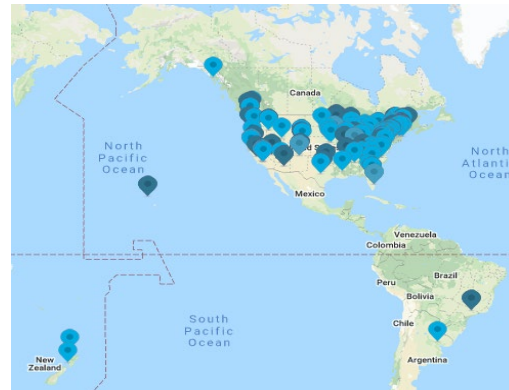 Canada
North
Pacific
Ocean
d S
North
Atlantic
Ocean
Mexico
Venezuela
Colombia
Peru
Brazil
Bolivia
Chile
South
Pacific
Ocean
New
Zealand
Argentina